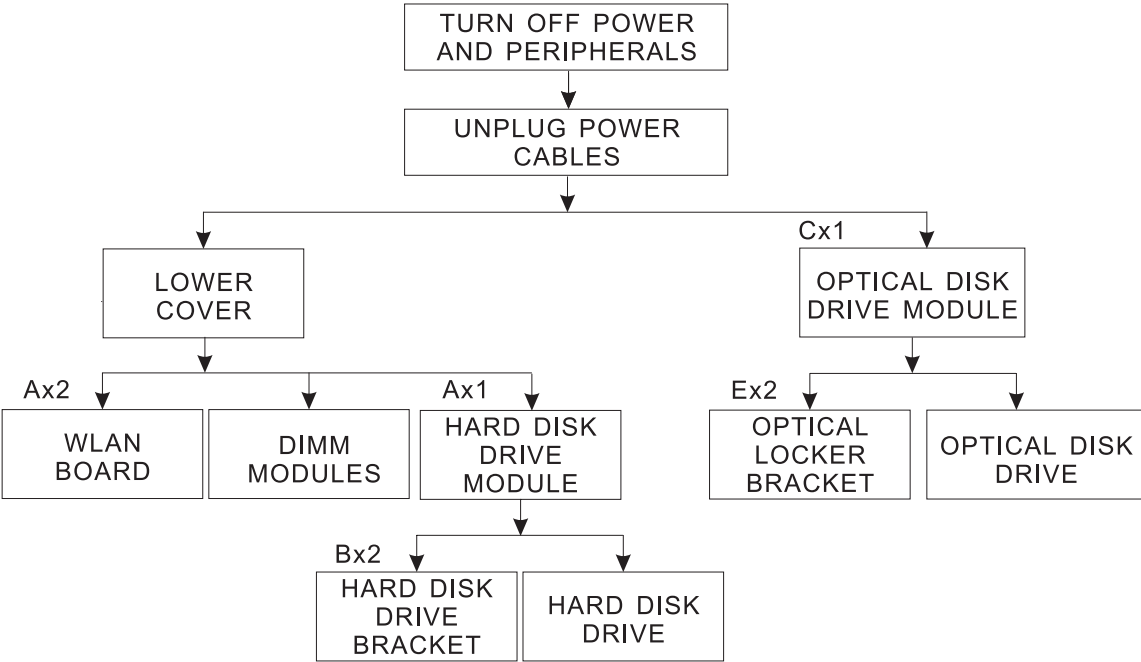 TURN OFF POWER
AND PERIPHERALS
UNPLUG POWER
CABLES
Cx1
LOWER
COVER
OPTICAL DISK
DRIVE MODULE
Ax2
Ax1
Ex2
WLAN
BOARD
DIMM
MODULES
HARD DISK
DRIVE
MODULE
OPTICAL
LOCKER
BRACKET
OPTICAL DISK
DRIVE
Bx2
HARD DISK
DRIVE
BRACKET
HARD DISK
DRIVE